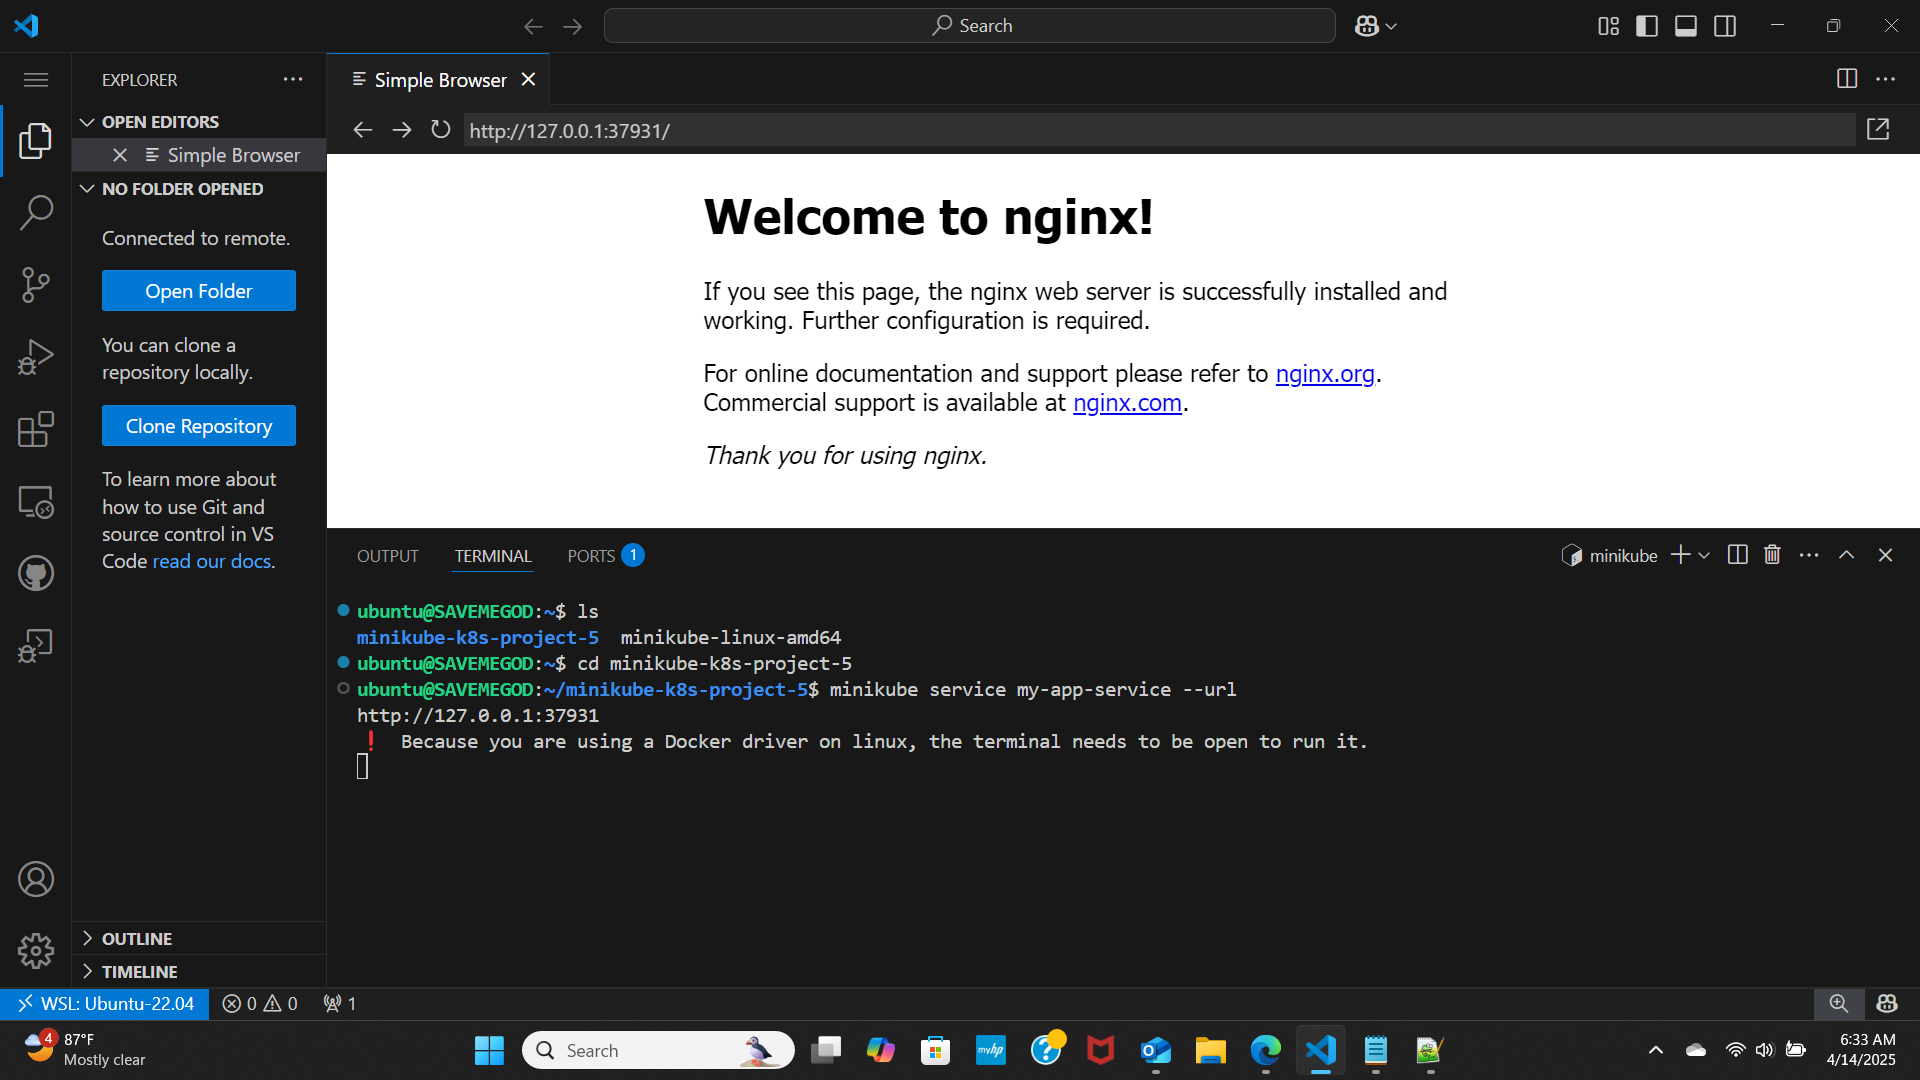 Search
EXPLORER
OPEN EDITORS
Simple Browser
NO FOLDER OPENED
Connected to remote.
Open Folder
You can clone a
repository locally.
Clone Repository
To learn more about
how to use Git and
source control in VS
Code read our docs.
OUTLINE
TIMELINE
Simple Browser
http://127.0.0.1:37931/
Welcome to nginx!
If you see this page, the nginx web server is successfully installed and
working. Further configuration is required.
For online documentation and support please refer to nginx.org.
Commercial support is available at nginx.com.
Thank you for using nginx.
OUTPUT TERMINAL PORTS 1
minikube
ubuntu@SAVEMEGOD:~$ ls
minikube-k8s-project-5 minikube-linux-amd64
ubuntu@SAVEMEGOD:~$ cd minikube-k8s-project-5
ubuntu@SAVEMEGOD:~/minikube-k8s-project-5$ minikube service my-app-service --url
http://127.0.0.1:37931
❗ Because you are using a Docker driver on linux, the terminal needs to be open to run it.
WSL: Ubuntu-22.04 0 0 1
4
87°F
Mostly clear
Search
myhp
6:33 AM
4/14/2025